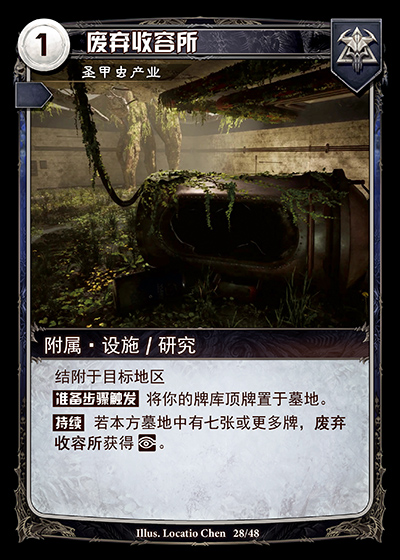 1
废弃收容所
圣甲虫产业
附属·设施 / 研究
结附于目标地区
准备步骤触发 将你的牌库顶牌置于墓地。
持续 若本方墓地中有七张或更多牌，废弃
收容所获得 。
Illus. Locatio Chen 28/48